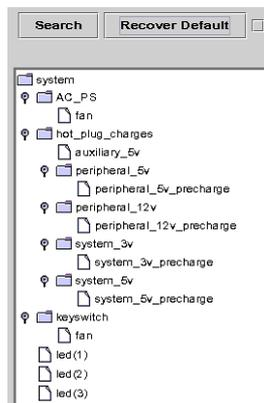 Search Recover Default
system
AC_PS
fan
hot_plug_charges
auxiliary_5v
peripheral_5v
peripheral_5v_precharge
peripheral_12v
peripheral_12v_precharge
system_3v
system_3v_precharge
system_5v
system_5v_precharge
keyswitch
fan
led(1)
led(2)
led(3)